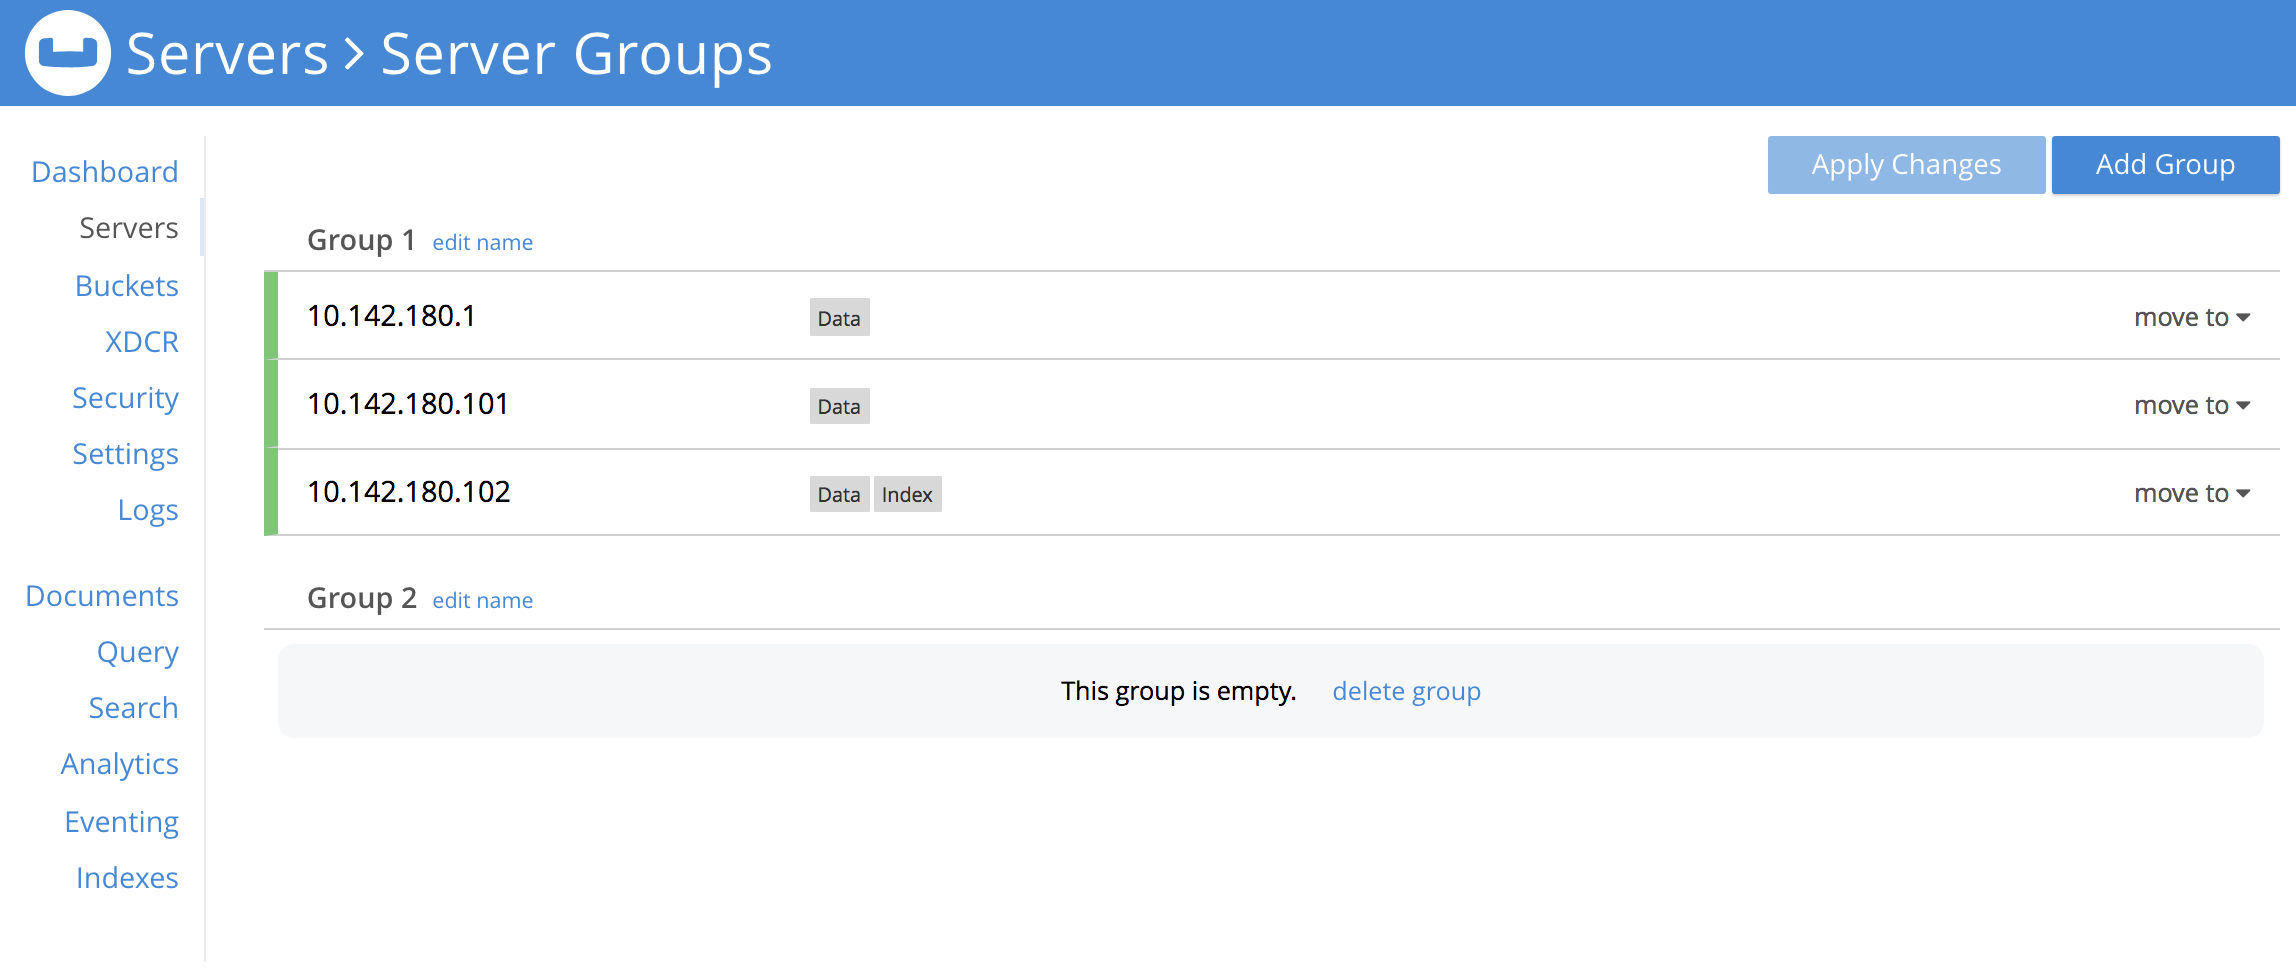 Servers > Server Groups
Dashboard
Servers
Buckets
XDCR
Security
Settings
Logs
Documents
Query
Search
Analytics
Eventing
Indexes
Apply Changes
Add Group
Group 1 edit name
10.142.180.1 Data move to
10.142.180.101 Data move to
10.142.180.102 Data Index move to
Group 2 edit name
This group is empty. delete group